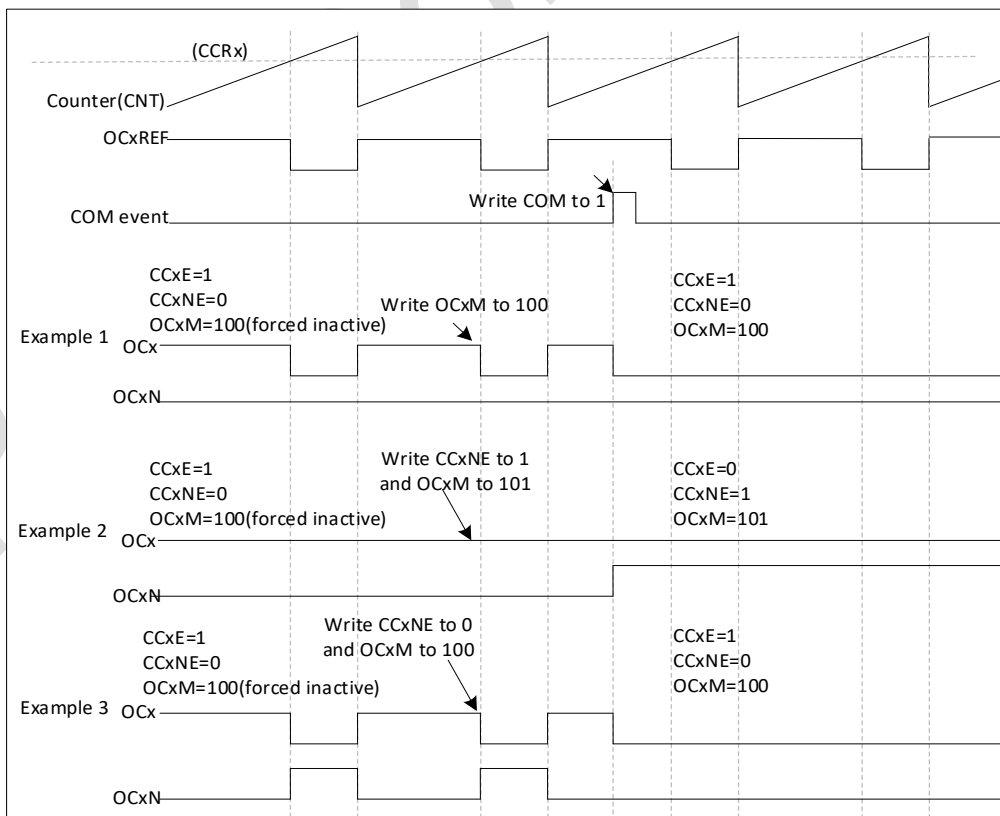 (CCRx)
Counter(CNT)
OCxREF
Write COM to 1
COM event
CCxE=1
CCxNE=0
OCxM=100(forced inactive)
Write OCxM to 100
CCxE=1
CCxNE=0
OCxM=100
Example 1
OCx
OCxN
CCxE=1
CCxNE=0
OCxM=100(forced inactive)
Write CCxNE to 1
and OCxM to 101
CCxE=0
CCxNE=1
OCxM=101
Example 2
OCx
OCxN
CCxE=1
CCxNE=0
OCxM=100(forced inactive)
Write CCxNE to 0
and OCxM to 100
CCxE=1
CCxNE=0
OCxM=100
Example 3
OCx
OCxN